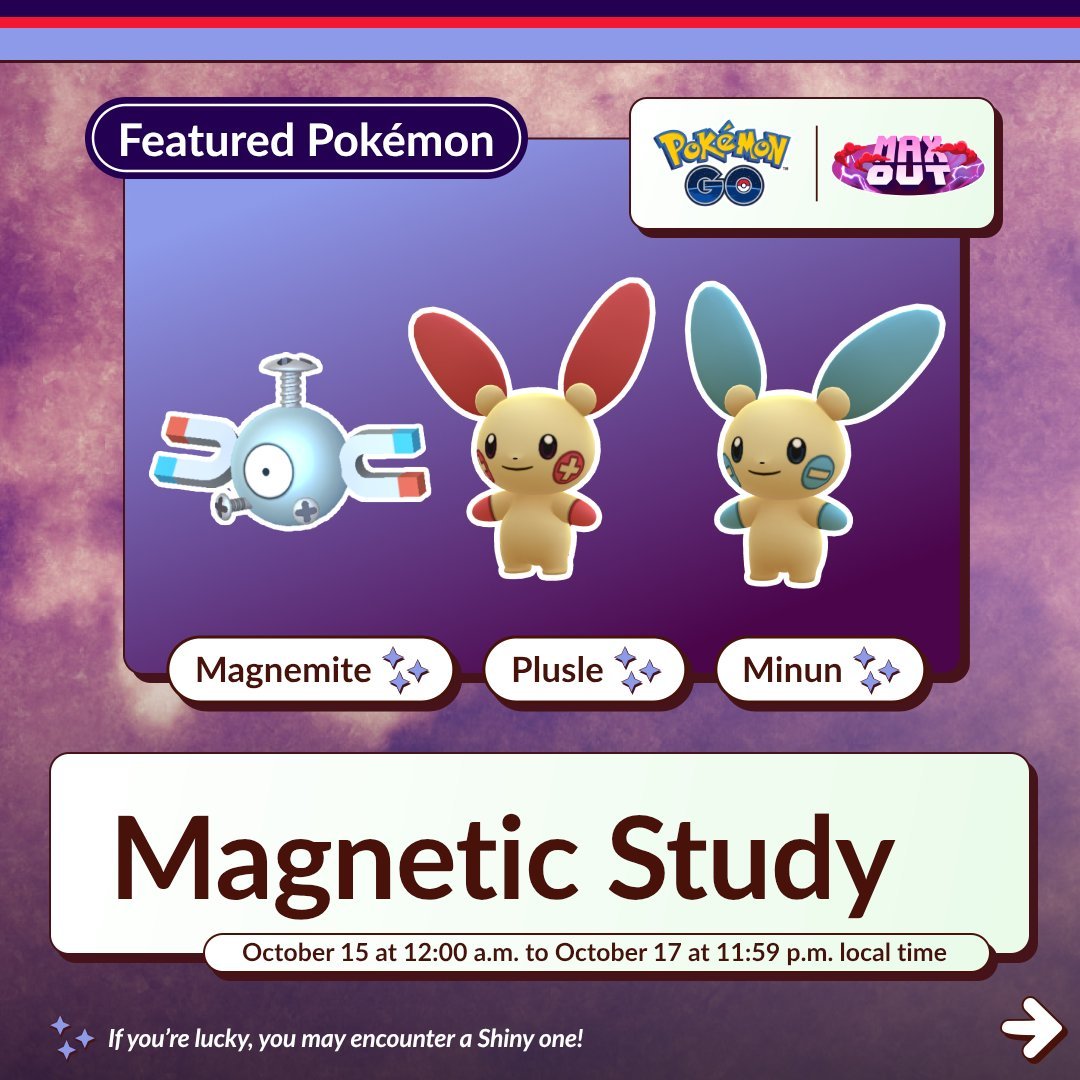 Featured Pokémon
POKéMON
GO
MAX
OUT
Magnemite
Plusle
Minun
Magnetic Study
October 15 at 12:00 a.m. to October 17 at 11:59 p.m. local time
If you're lucky, you may encounter a Shiny one!